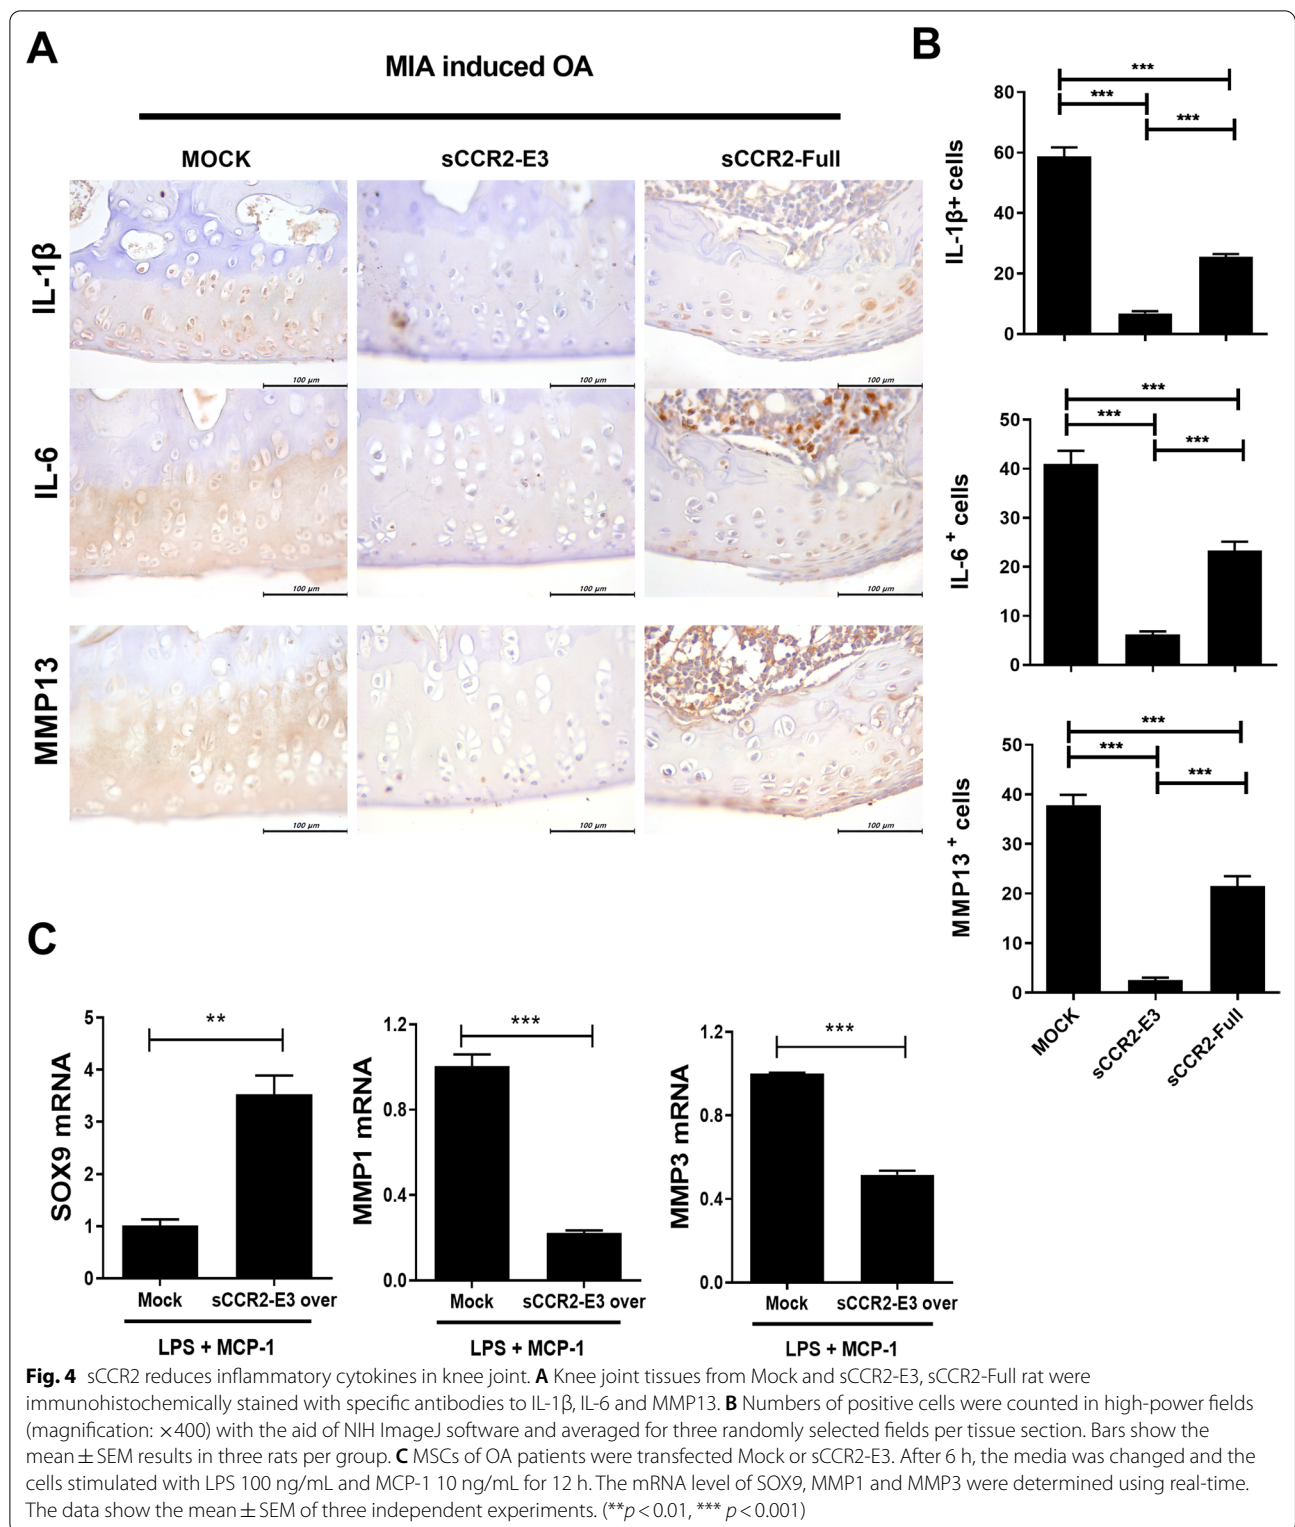 A
MIA induced OA
MOCK
sCCR2-E3
sCCR2-Full
IL-1β
100 µm
100 µm
100 µm
IL-6
100 µm
100 µm
100 µm
MMP13
100 µm
100 µm
100 µm
B
IL-1β+ cells
80
60
40
20
0
***
***
***
IL-6 + cells
50
40
30
20
10
0
***
***
***
MMP13 + cells
50
40
30
20
10
0
***
***
***
MOCK
sCCR2-E3
sCCR2-Full
C
SOX9 mRNA
5
4
3
2
1
0
**
Mock
sCCR2-E3 over
LPS + MCP-1
MMP1 mRNA
1.2
0.8
0.4
0.0
***
Mock
sCCR2-E3 over
LPS + MCP-1
MMP3 mRNA
1.2
0.8
0.4
0.0
***
Mock
sCCR2-E3 over
LPS + MCP-1
Fig. 4 sCCR2 reduces inflammatory cytokines in knee joint. A Knee joint tissues from Mock and sCCR2-E3, sCCR2-Full rat were
immunohistochemically stained with specific antibodies to IL-1β, IL-6 and MMP13. B Numbers of positive cells were counted in high-power fields
(magnification: ×400) with the aid of NIH ImageJ software and averaged for three randomly selected fields per tissue section. Bars show the
mean ± SEM results in three rats per group. C MSCs of OA patients were transfected Mock or sCCR2-E3. After 6 h, the media was changed and the
cells stimulated with LPS 100 ng/mL and MCP-1 10 ng/mL for 12 h. The mRNA level of SOX9, MMP1 and MMP3 were determined using real-time.
The data show the mean ± SEM of three independent experiments. (**p < 0.01, *** p < 0.001)